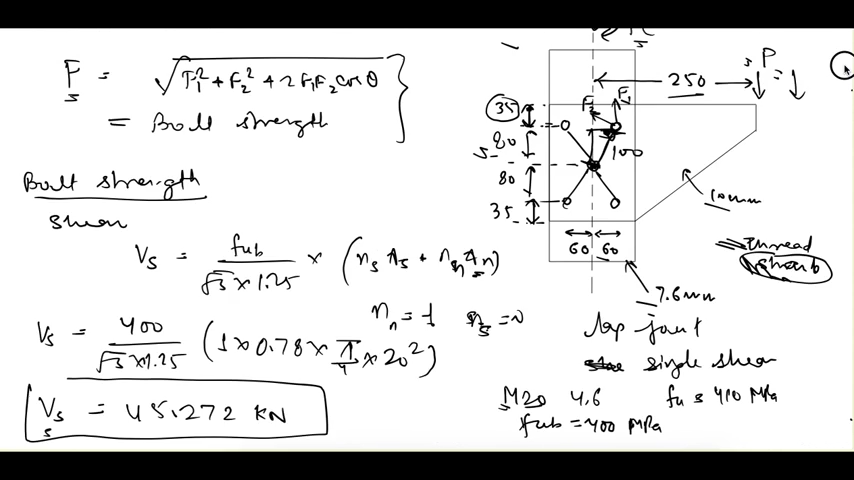 F = √F₁² + F₂² + 2F₁F₂ cos θ
S
= Bolt strength
Bolt strength
shear
Vs = fub / √3 × 1.25 × (ns As + nn An)
nn = 1 ns = 0
Vs = 400 / √3 × 1.25 (1 × 0.78 × π/4 × 20²)
Vs = 45.272 KN
S
P
S
250
35
F₂ F₁
80
100
80
35
10mm
60 60
thread
shank
7.6mm
lap joint
single shear
M20 4.6 fu = 410 MPa
fub = 400 MPa